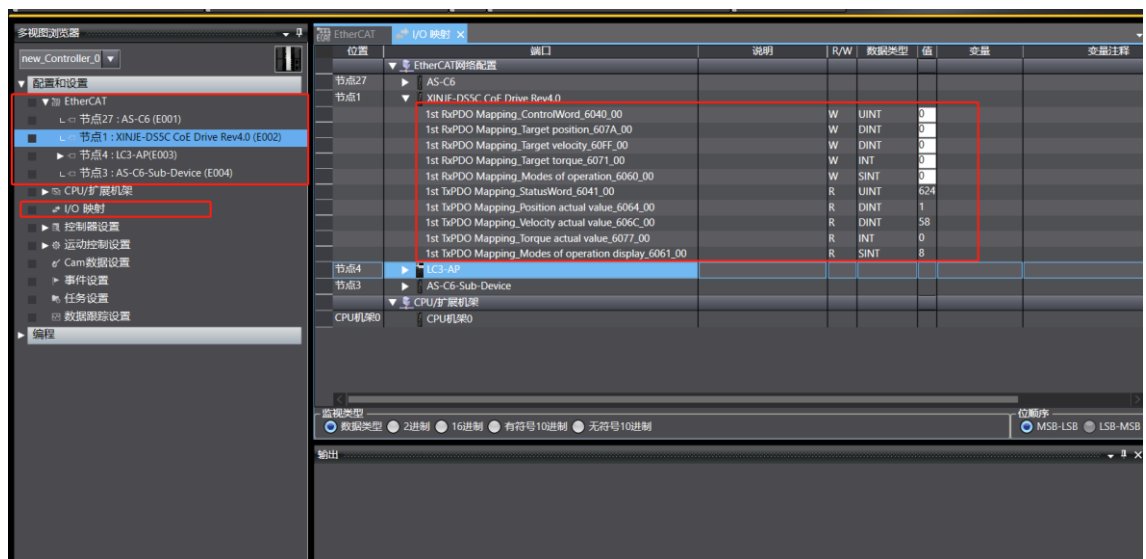 多视图浏览器
new_Controller_0
配置和设置
EtherCAT
节点27 : AS-C6 (E001)
节点1 : XINJE-DS5C CoE Drive Rev4.0 (E002)
节点4 : LC3-AP(E003)
节点3 : AS-C6-Sub-Device (E004)
CPU/扩展机架
I/O 映射
控制器设置
运动控制设置
Cam数据设置
事件设置
任务设置
数据跟踪设置
编程
EtherCAT I/O 映射
位置 端口 说明 R/W 数据类型 值 变量 变量注释
EtherCAT网络配置
节点27 AS-C6
节点1 XINJE-DS5C CoE Drive Rev4.0
1st RxPDO Mapping_ControlWord_6040_00 W UINT 0
1st RxPDO Mapping_Target position_607A_00 W DINT 0
1st RxPDO Mapping_Target velocity_60FF_00 W DINT 0
1st RxPDO Mapping_Target torque_6071_00 W INT 0
1st RxPDO Mapping_Modes of operation_6060_00 W SINT 0
1st TxPDO Mapping_StatusWord_6041_00 R UINT 624
1st TxPDO Mapping_Position actual value_6064_00 R DINT 1
1st TxPDO Mapping_Velocity actual value_606C_00 R DINT 58
1st TxPDO Mapping_Torque actual value_6077_00 R INT 0
1st TxPDO Mapping_Modes of operation display_6061_00 R SINT 8
节点4 LC3-AP
节点3 AS-C6-Sub-Device
CPU/扩展机架
CPU机架0 CPU机架0
监视类型
数据类型 2进制 16进制 有符号10进制 无符号10进制
位顺序
MSB-LSB LSB-MSB
输出